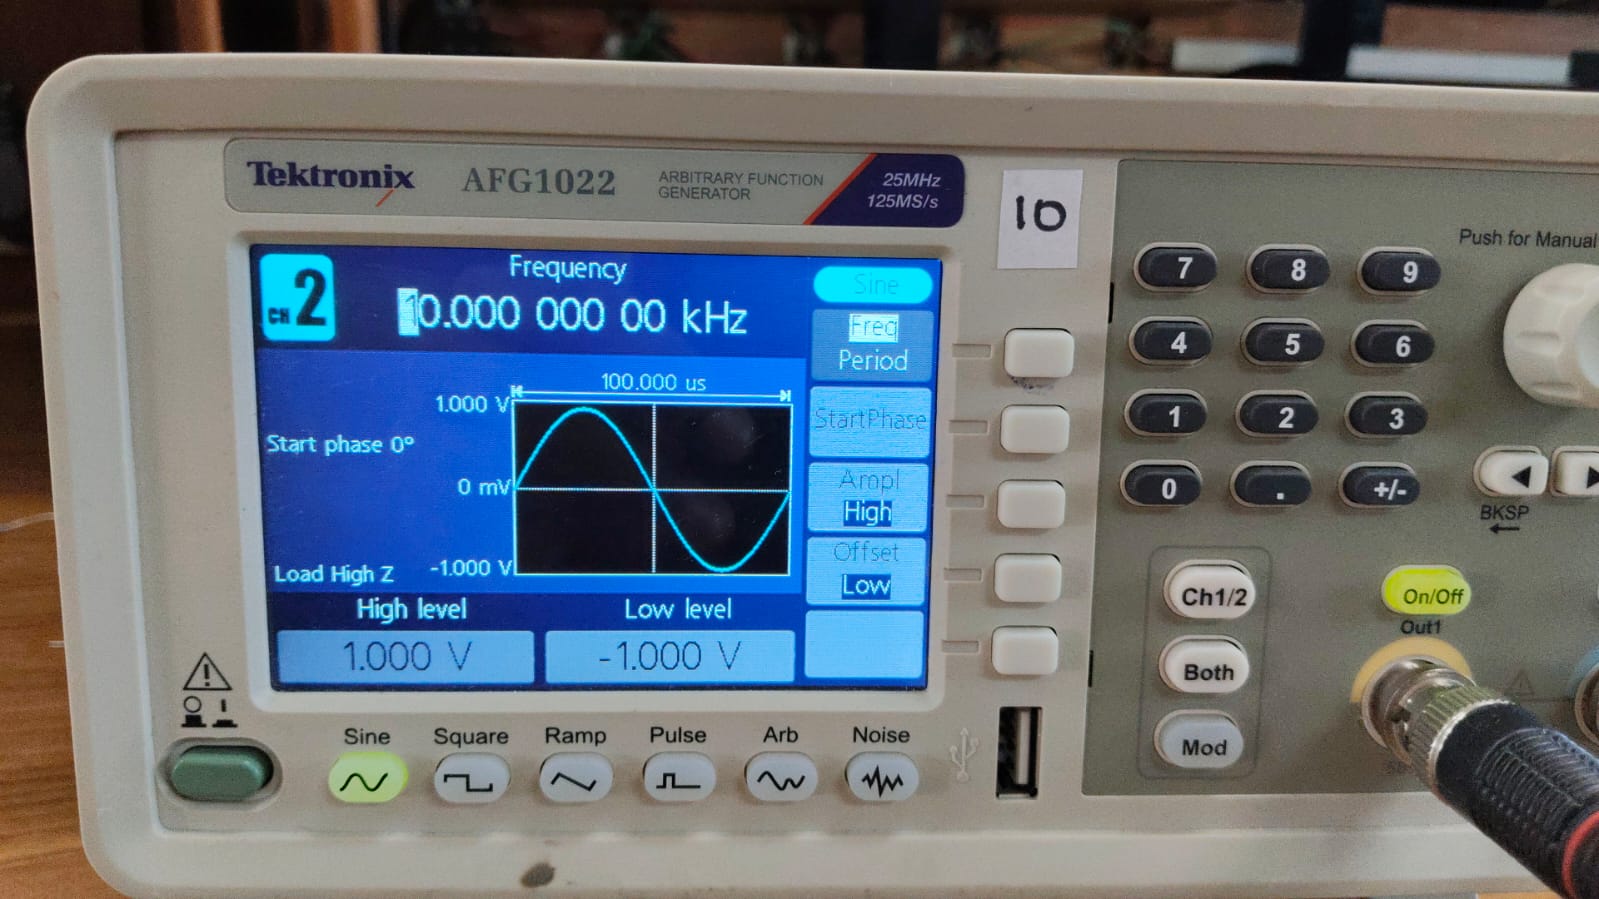 Tektronix AFG1022 ARBITRARY FUNCTION GENERATOR
25MHz
125MS/s
10
Push for Manual
CH 2
Frequency
10.000 000 00 kHz
Sine
Freq
Period
StartPhase
Ampl
High
Offset
Low
100.000 us
1.000 V
Start phase 0°
0 mV
Load High Z
-1.000 V
High level
Low level
1.000 V
-1.000 V
7 8 9
4 5 6
1 2 3
0 . +/-
BKSP
Ch1/2
Both
Mod
On/Off
Out1
Sine Square Ramp Pulse Arb Noise